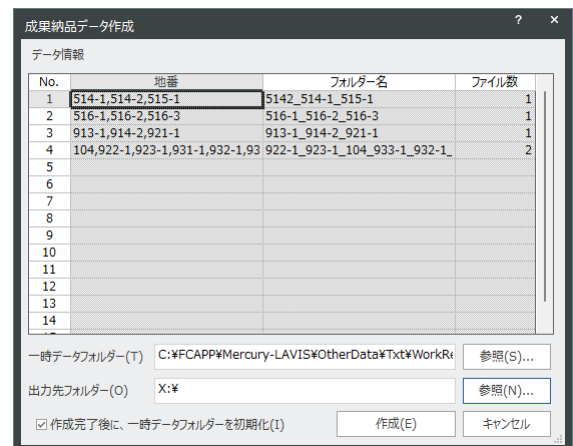 成果納品データ作成 ? ×
データ情報
No. 地番 フォルダー名 ファイル数
1 514-1,514-2,515-1 5142_514-1_515-1 1
2 516-1,516-2,516-3 516-1_516-2_516-3 1
3 913-1,914-2,921-1 913-1_914-2_921-1 1
4 104,922-1,923-1,931-1,932-1,93 922-1_923-1_104_933-1_932-1_ 2
5
6
7
8
9
10
11
12
13
14
一時データフォルダー(T) C:¥FCAPP¥Mercury-LAVIS¥OtherData¥Txt¥WorkRe 参照(S)...
出力先フォルダー(O) X:¥ 参照(N)...
作成完了後に、一時データフォルダーを初期化(I) 作成(E) キャンセル